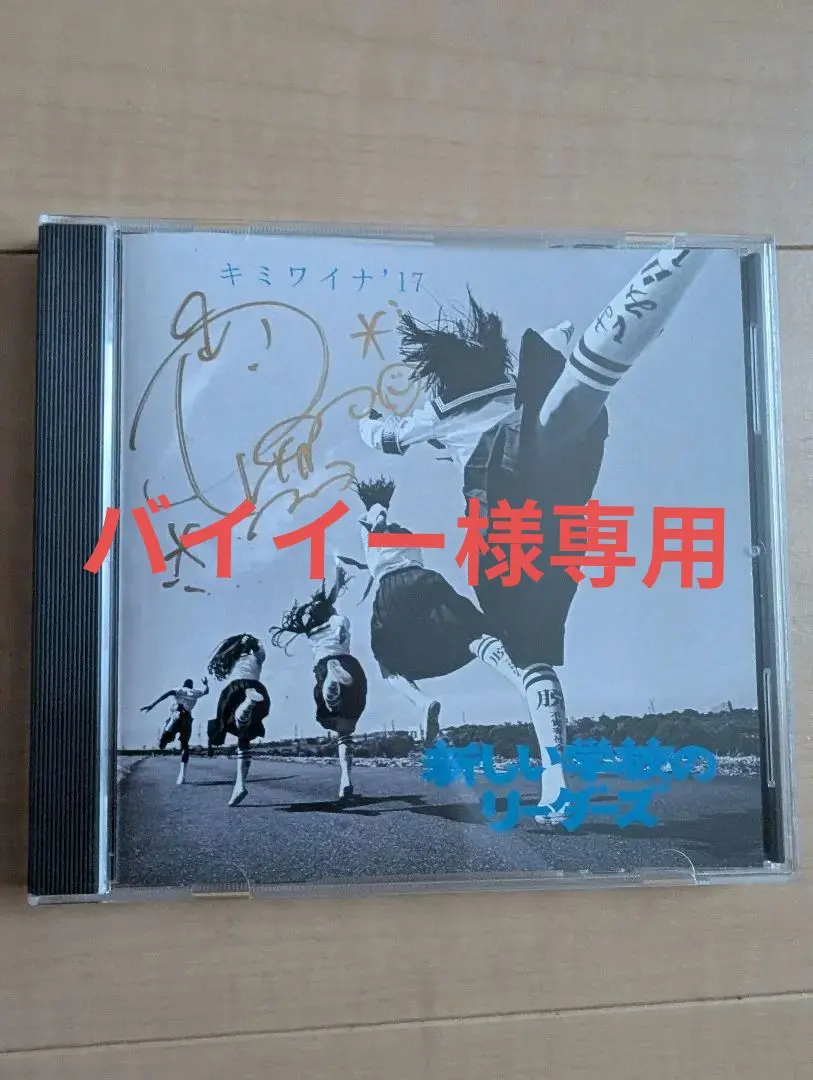 キミワイナ'17
バイイー様専用
新しい学校の
リーダーズ